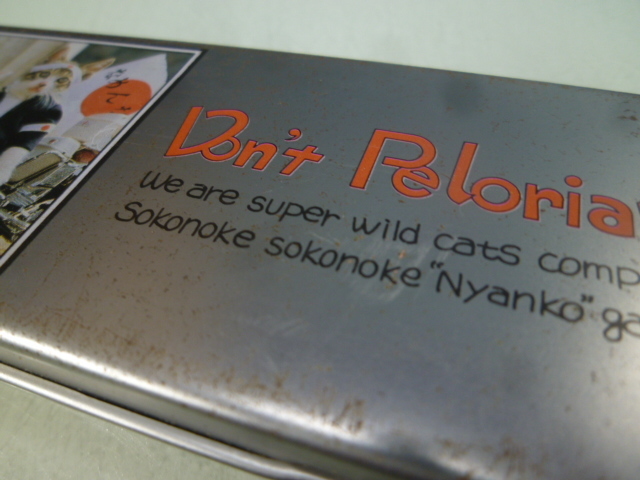 Don't Peloria
We are super wild cats comp
Sokonoke sokonoke "Nyanko" ga